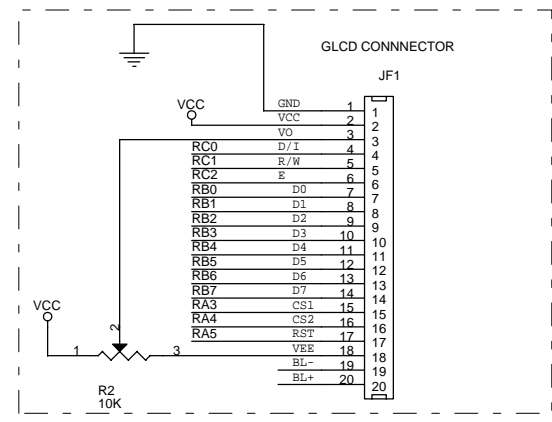 GLCD CONNNECTOR
JF1
GND 1 1
VCC VCC 2 2
VO 3 3
RC0 D/I 4 4
RC1 R/W 5 5
RC2 E 6 6
RB0 D0 7 7
RB1 D1 8 8
RB2 D2 9 9
RB3 D3 10 10
RB4 D4 11 11
RB5 D5 12 12
RB6 D6 13 13
RB7 D7 14 14
RA3 CS1 15 15
RA4 CS2 16 16
RA5 RST 17 17
VCC
1 2 3 VEE 18 18
BL- 19 19
BL+ 20 20
R2
10K